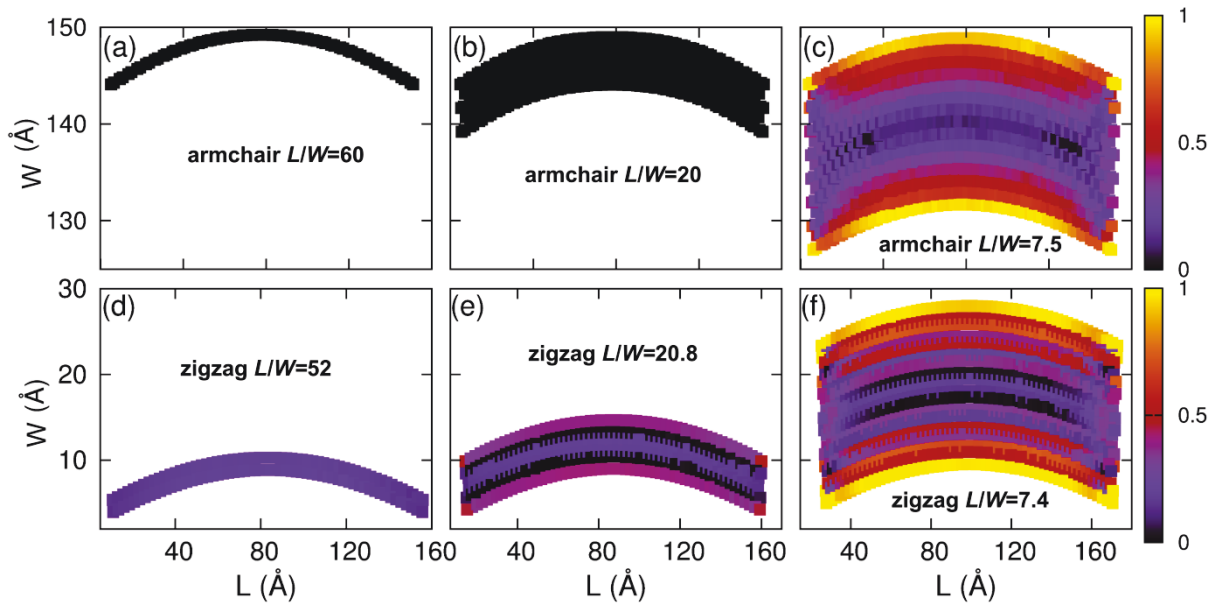 (a)
(b)
(c)
150
140
130
W (Å)
armchair L/W=60
armchair L/W=20
armchair L/W=7.5
1
0.5
0
(d)
(e)
(f)
30
20
10
W (Å)
zigzag L/W=52
zigzag L/W=20.8
zigzag L/W=7.4
1
0.5
0
40 80 120 160
40 80 120 160
40 80 120 160
L (Å)
L (Å)
L (Å)